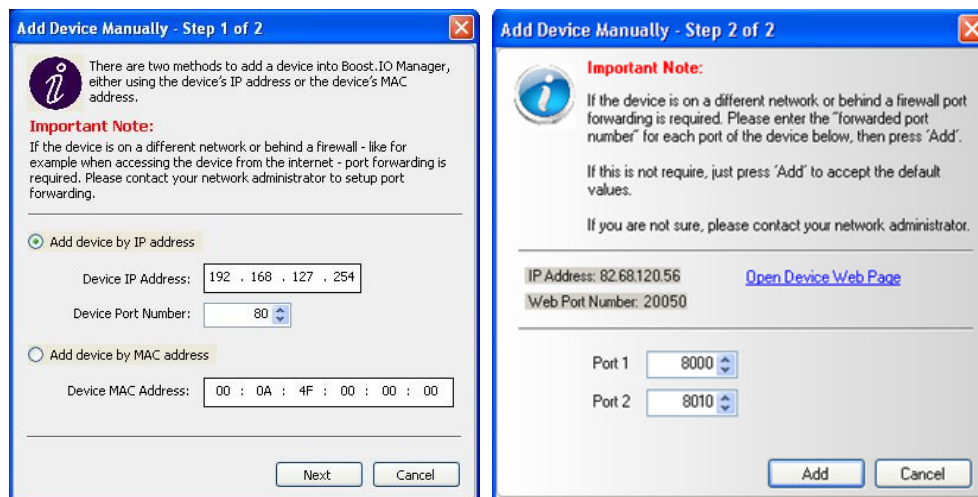 Add Device Manually - Step 1 of 2
There are two methods to add a device into Boost.IO Manager,
either using the device's IP address or the device's MAC
address.
Important Note:
If the device is on a different network or behind a firewall - like for
example when accessing the device from the internet - port forwarding is
required. Please contact your network administrator to setup port
forwarding.
Add device by IP address
Device IP Address: 192 . 168 . 127 . 254
Device Port Number: 80
Add device by MAC address
Device MAC Address: 00 : 0A : 4F : 00 : 00 : 00
Next Cancel
Add Device Manually - Step 2 of 2
Important Note:
If the device is on a different network or behind a firewall port
forwarding is required. Please enter the "forwarded port
number" for each port of the device below, then press 'Add'.
If this is not require, just press 'Add' to accept the default
values.
If you are not sure, please contact your network administrator.
IP Address: 82.68.120.56 Open Device Web Page
Web Port Number: 20050
Port 1 8000
Port 2 8010
Add Cancel